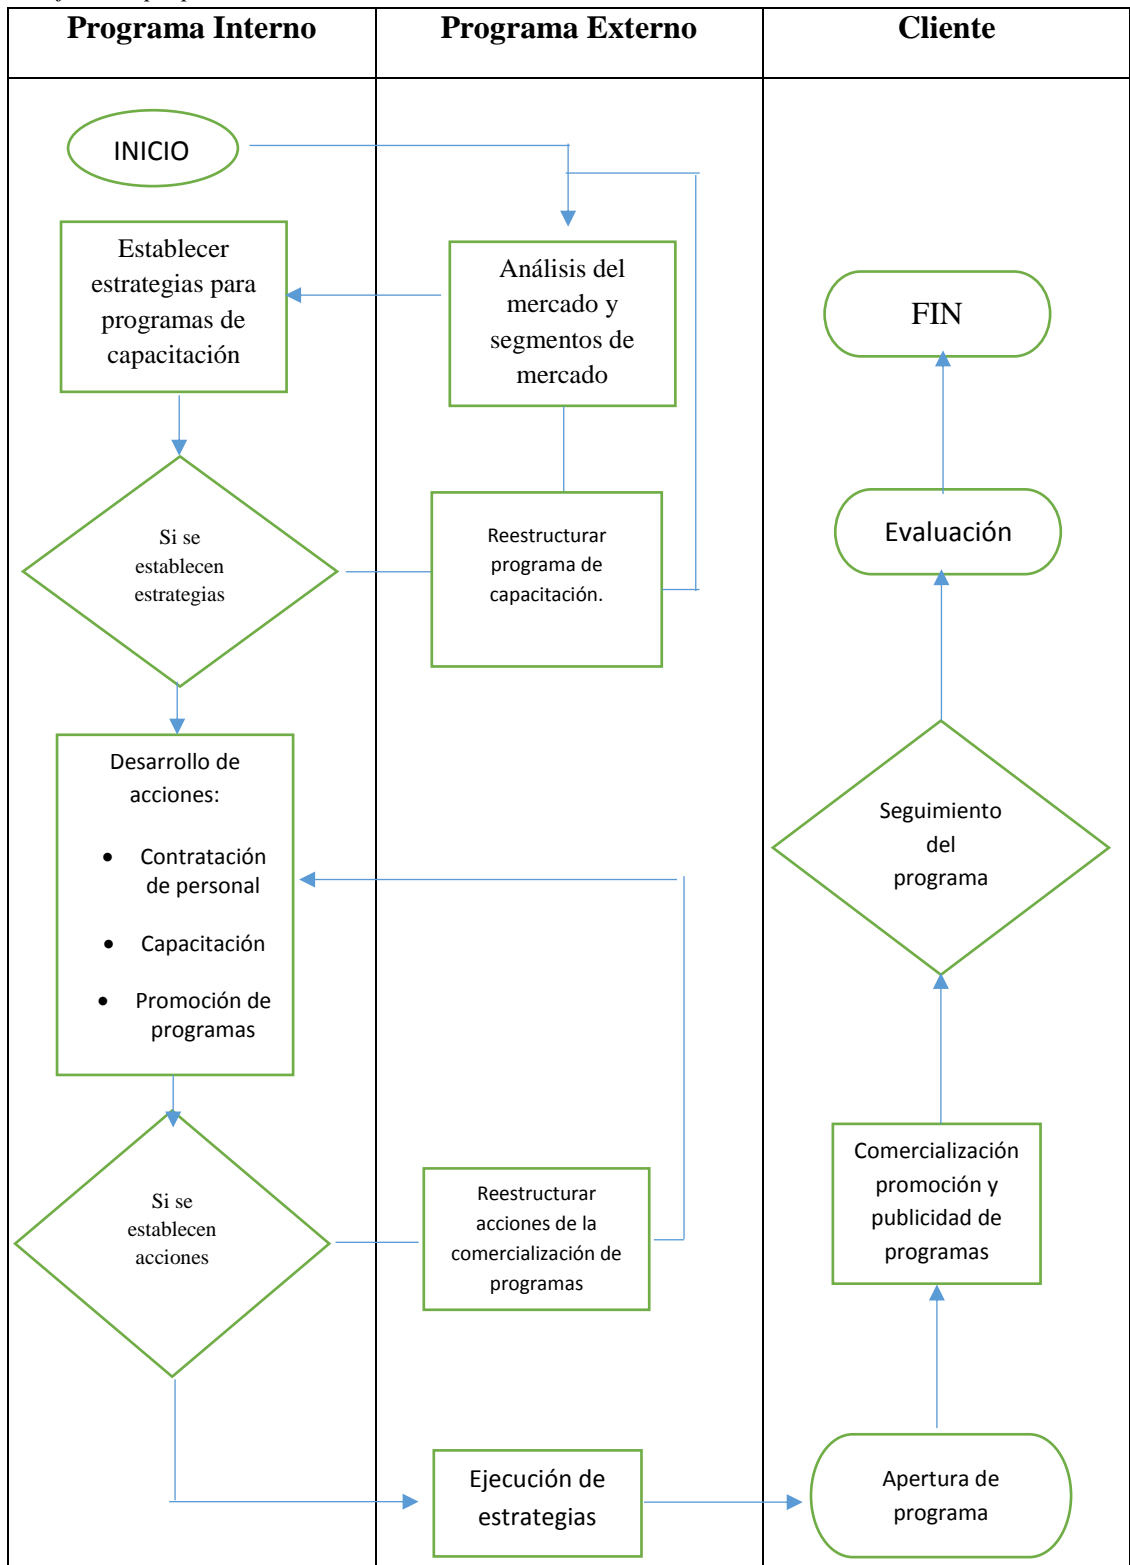 Programa Interno
Programa Externo
Cliente
INICIO
Establecer
estrategias para
programas de
capacitación
Análisis del
mercado y
segmentos de
mercado
FIN
Si se
establecen
estrategias
Reestructurar
programa de
capacitación.
Evaluación
Desarrollo de
acciones:
• Contratación
de personal
• Capacitación
• Promoción de
programas
Seguimiento
del
programa
Si se
establecen
acciones
Reestructurar
acciones de la
comercialización de
programas
Comercialización
promoción y
publicidad de
programas
Ejecución de
estrategias
Apertura de
programa